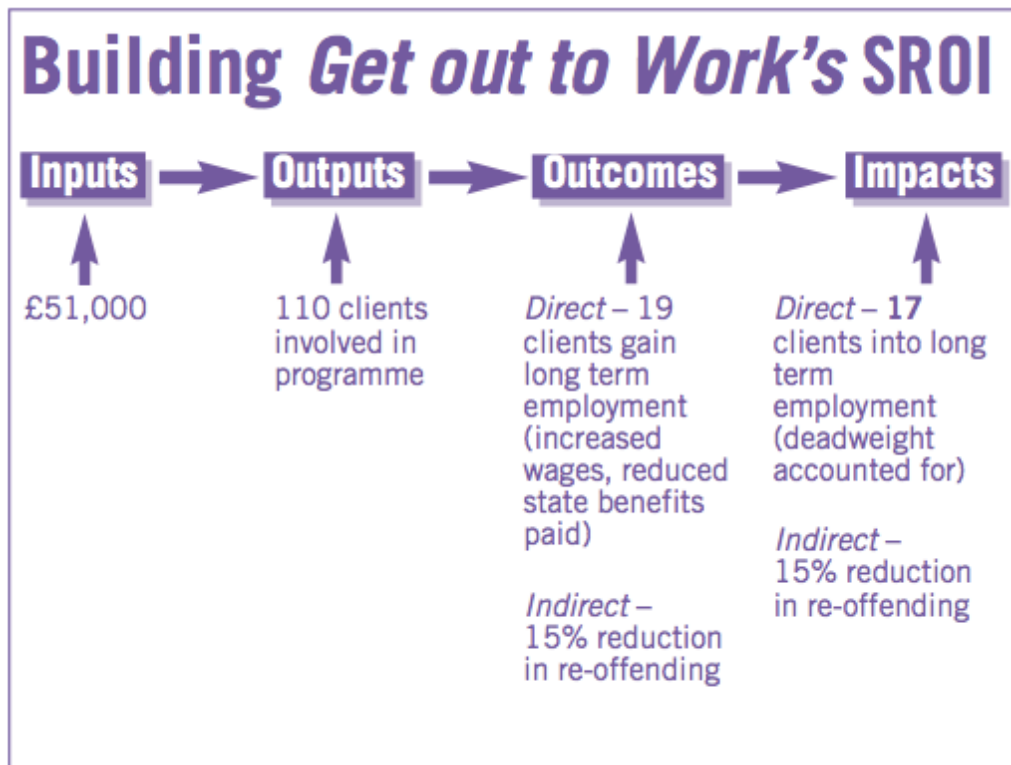 Building Get out to Work's SROI
Inputs
Outputs
Outcomes
Impacts
£51,000
110 clients
involved in
programme
Direct – 19
clients gain
long term
employment
(increased
wages, reduced
state benefits
paid)
Indirect –
15% reduction
in re-offending
Direct – 17
clients into long
term
employment
(deadweight
accounted for)
Indirect –
15% reduction
in re-offending